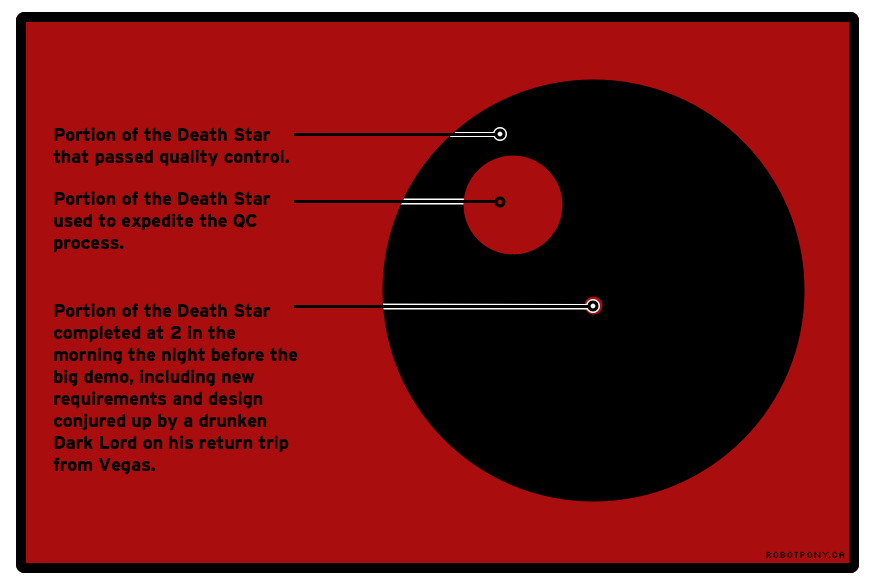 Portion of the Death Star
that passed quality control.
Portion of the Death Star
used to expedite the QC
process.
Portion of the Death Star
completed at 2 in the
morning the night before the
big demo, including new
requirements and design
conjured up by a drunken
Dark Lord on his return trip
from Vegas.
ROBOTPONY.CA